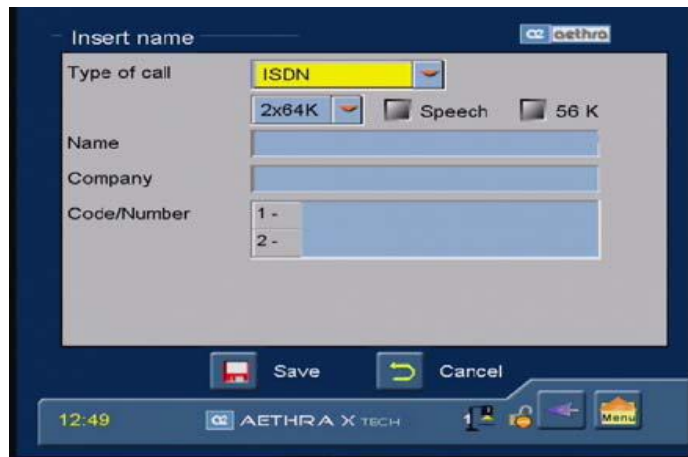 Insert name
aethra
Type of call
ISDN
2x64K
Speech
56 K
Name
Company
Code/Number
1 -
2 -
Save
Cancel
12:49
AETHRA X TECH
1
Menu